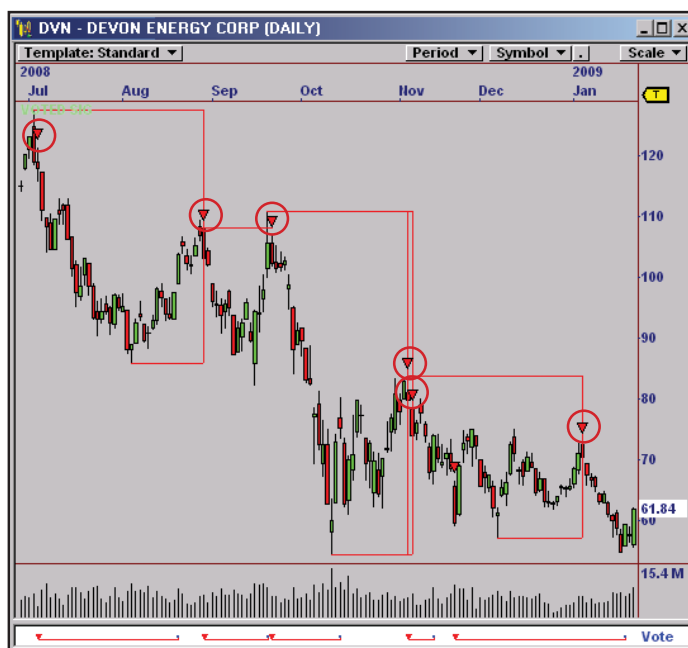 DVN - DEVON ENERGY CORP (DAILY)
Template: Standard Period Symbol . Scale
2008 2009
Jul Aug Sep Oct Nov Dec Jan
T
120
110
100
90
80
70
61.84
60
15.4 M
Vote